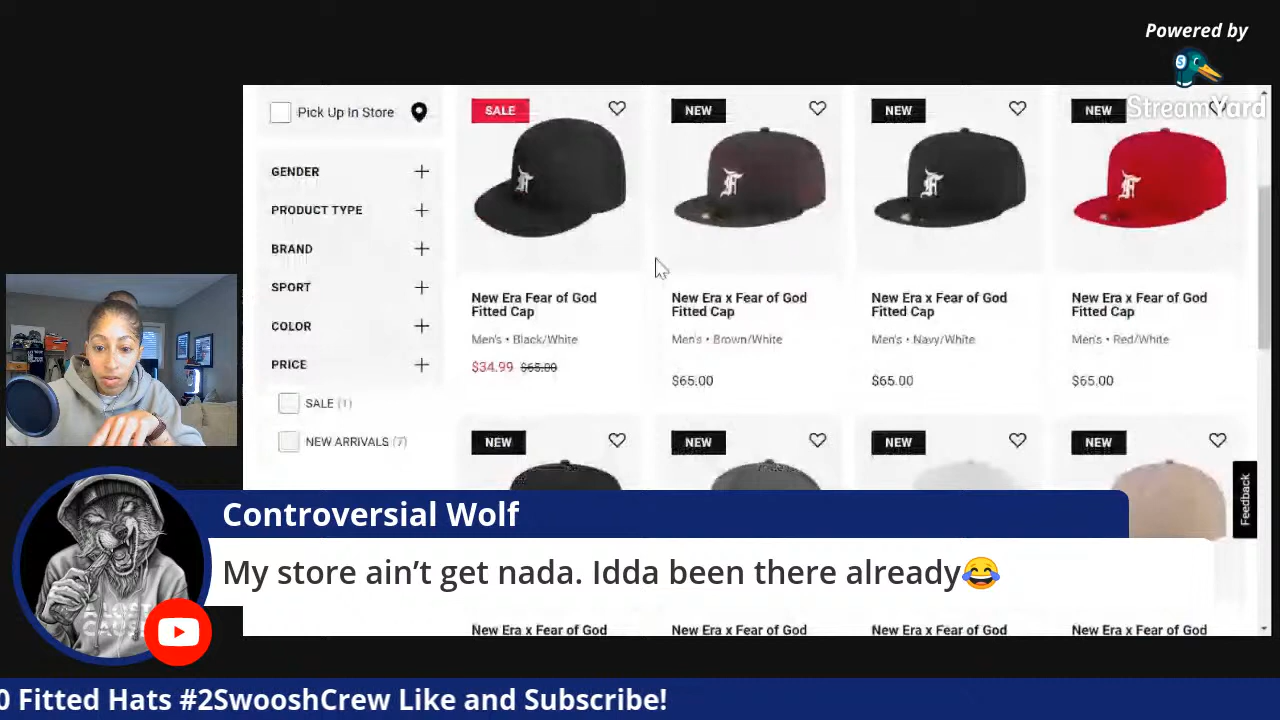 Powered by
StreamYard
Pick Up In Store
GENDER
PRODUCT TYPE
BRAND
SPORT
COLOR
PRICE
SALE (1)
NEW ARRIVALS (7)
SALE
NEW
NEW
NEW
New Era Fear of God
Fitted Cap
Men's • Black/White
$34.99 $65.00
New Era x Fear of God
Fitted Cap
Men's • Brown/White
$65.00
New Era x Fear of God
Fitted Cap
Men's • Navy/White
$65.00
New Era x Fear of God
Fitted Cap
Men's • Red/White
$65.00
NEW
NEW
NEW
NEW
Feedback
Controversial Wolf
My store ain’t get nada. Idda been there already😂
A LOST
CAUSE
New Era x Fear of God
New Era x Fear of God
New Era x Fear of God
New Era x Fear of God
0 Fitted Hats #2SwooshCrew Like and Subscribe!